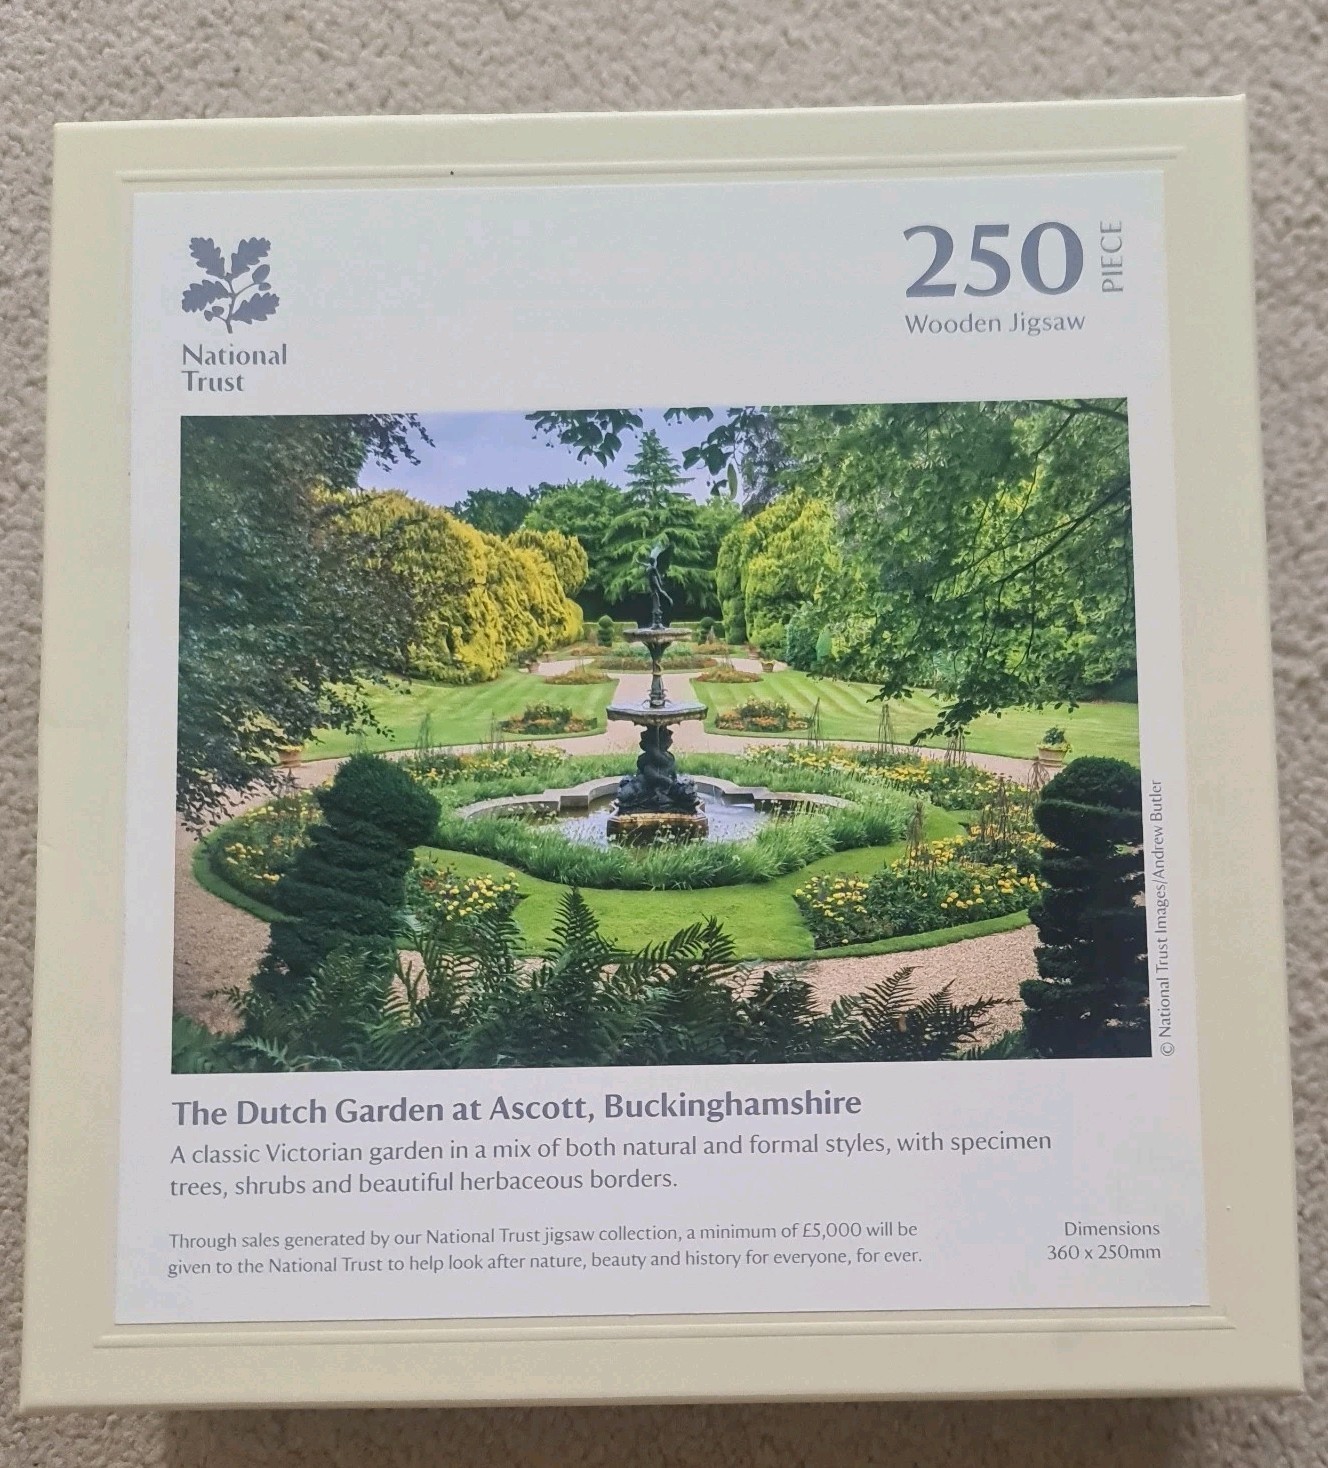 National
Trust
250
PIECE
Wooden Jigsaw
© National Trust Images/Andrew Butler
The Dutch Garden at Ascott, Buckinghamshire
A classic Victorian garden in a mix of both natural and formal styles, with specimen
trees, shrubs and beautiful herbaceous borders.
Through sales generated by our National Trust jigsaw collection, a minimum of £5,000 will be
given to the National Trust to help look after nature, beauty and history for everyone, for ever.
Dimensions
360 x 250mm